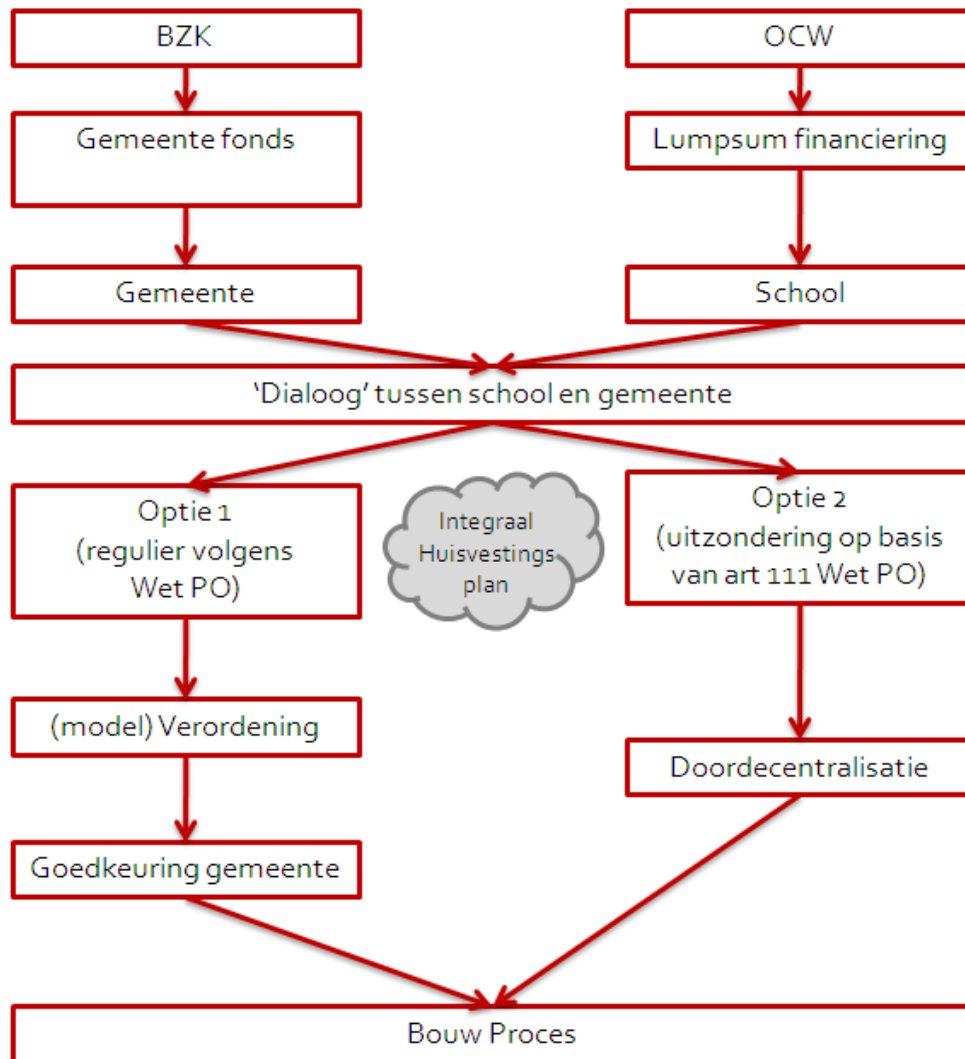 BZK
OCW
Gemeente fonds
Lumpsum financiering
Gemeente
School
‘Dialoog’ tussen school en gemeente
Optie 1
(regulier volgens
Wet PO)
Integraal
Huisvestings
plan
Optie 2
(uitzondering op basis
van art 111 Wet PO)
(model) Verordening
Doordecentralisatie
Goedkeuring gemeente
Bouw Proces